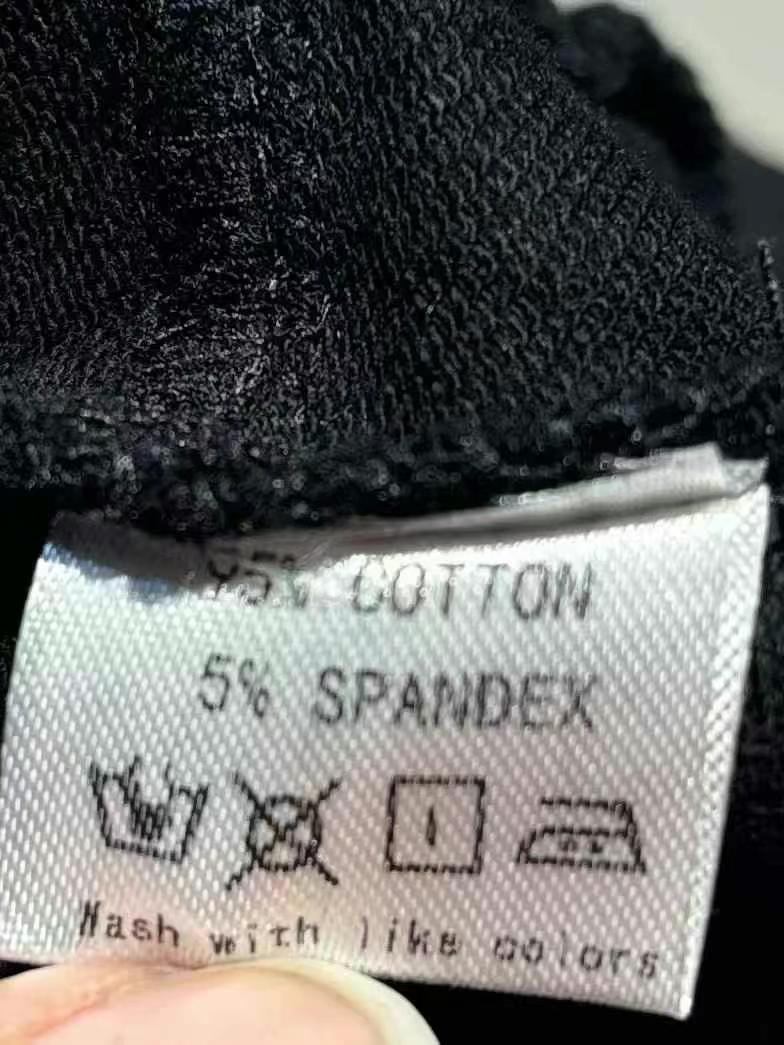 95% COTTON
5% SPANDEX
Wash with like colors